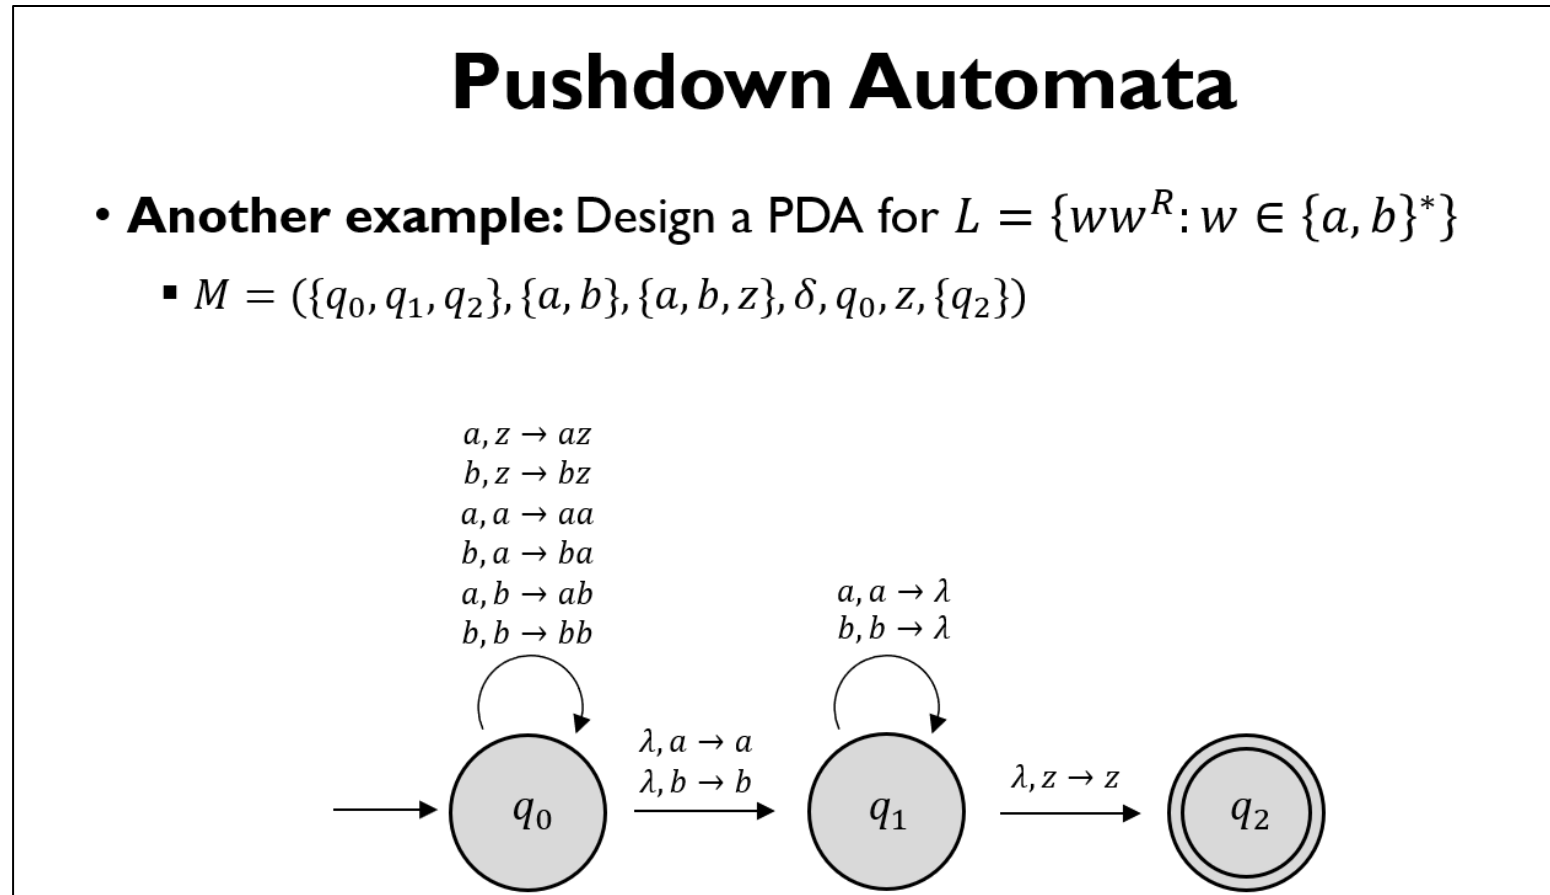 Pushdown Automata
• Another example: Design a PDA for L = {ww^R: w ∈ {a, b}*}
▪ M = ({q₀, q₁, q₂}, {a, b}, {a, b, z}, δ, q₀, z, {q₂})
a, z → az
b, z → bz
a, a → aa
b, a → ba
a, b → ab
b, b → bb
a, a → λ
b, b → λ
λ, a → a
λ, b → b
λ, z → z
q₀
q₁
q₂